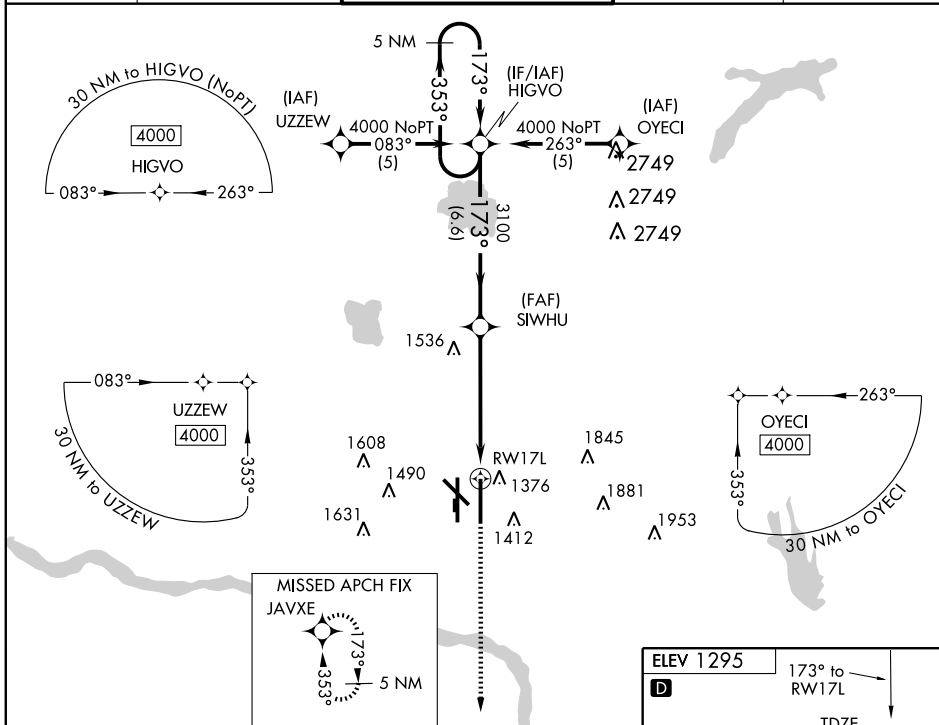 5 NM
353°
173°
(IF/IAF)
HIGVO
30 NM to HIGVO (NoPT)
4000
HIGVO
083°
263°
(IAF)
UZZEW
4000 NoPT
083°
(5)
4000 NoPT
263°
(5)
(IAF)
OYECI
2749
2749
2749
3100
173°
(6.6)
(FAF)
SIWHU
1536
083°
UZZEW
4000
353°
30 NM to UZZEW
263°
OYECI
4000
353°
30 NM to OYECI
1608
1490
1631
RW17L
1376
1412
1845
1881
1953
MISSED APCH FIX
JAVXE
173°
353°
5 NM
ELEV 1295
D
173° to
RW17L
TDZE